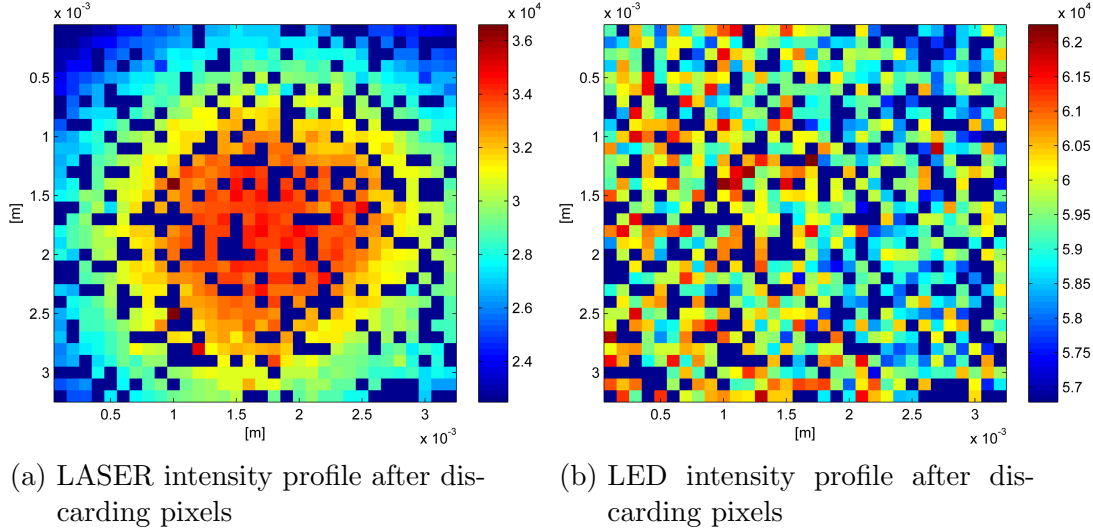 x 10⁻³
0.5
1
1.5
2
2.5
3
[m]
0.5 1 1.5 2 2.5 3
[m]
x 10⁻³
x 10⁴
3.6
3.4
3.2
3
2.8
2.6
2.4
(a) LASER intensity profile after dis-
carding pixels
x 10⁻³
0.5
1
1.5
2
2.5
3
[m]
0.5 1 1.5 2 2.5 3
[m]
x 10⁻³
x 10⁴
6.2
6.15
6.1
6.05
6
5.95
5.9
5.85
5.8
5.75
5.7
(b) LED intensity profile after dis-
carding pixels